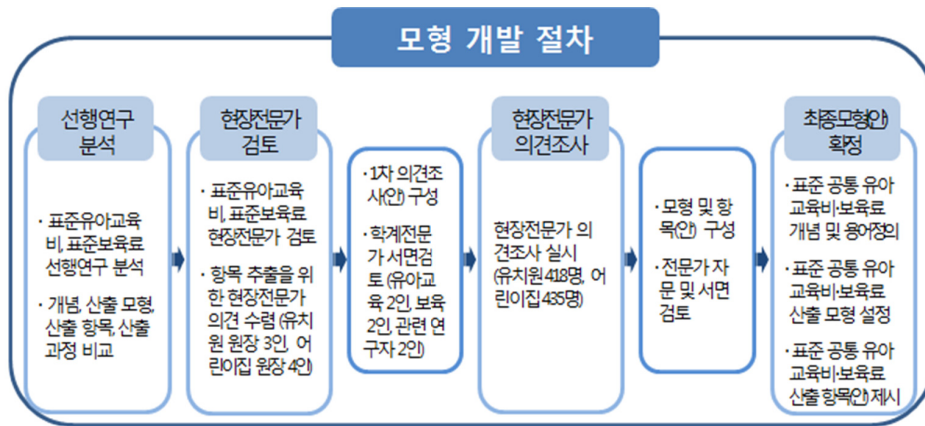 모형 개발 절차
선행연구
분석
· 표준유아교육
비, 표준보육료
선행연구 분석
· 개념, 산출 모형,
산출 항목, 산출
과정 비교
현장전문가
검토
· 표준유아교육
비, 표준보육료
현장전문가 검토
· 항목 추출을 위
한 현장전문가
의견 수렴 (유치
원 원장 3인, 어
린이집 원장 4인)
· 1차 의견조
사(안) 구성
· 학계전문
가 서면검
토 (유아교
육 2인, 보육
2인, 관련 연
구자 2인)
현장전문가
의견조사
현장전문가 의
견조사 실시
(유치원 418명, 어
린이집 435명)
· 모형 및 항
목(안) 구성
· 전문가 자
문 및 서면
검토
최종모형(안)
확정
· 표준 공통 유아
교육비·보육료
개념 및 용어정의
· 표준 공통 유아
교육비·보육료
산출 모형 설정
· 표준 공통 유아
교육비·보육료
산출 항목(안) 제시